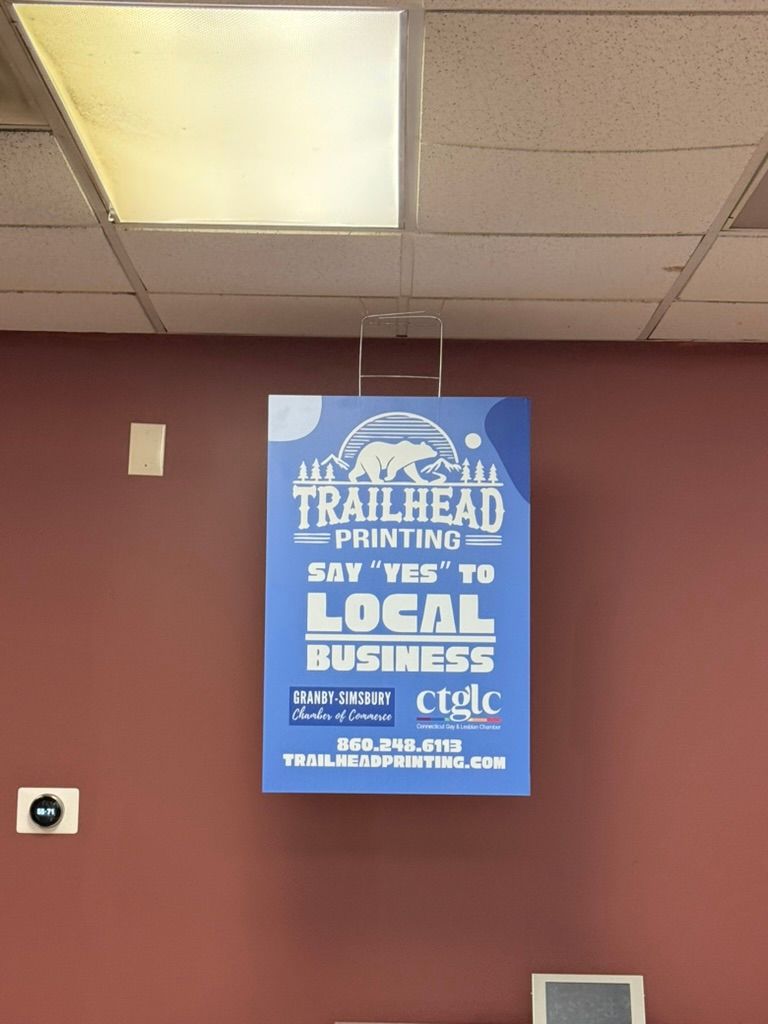 TRAILHEAD
PRINTING
SAY "YES" TO
LOCAL
BUSINESS
GRANBY-SIMSBURY
Chamber of Commerce
ctglc
Connecticut Gay & Lesbian Chamber
860.248.6113
TRAILHEADPRINTING.COM